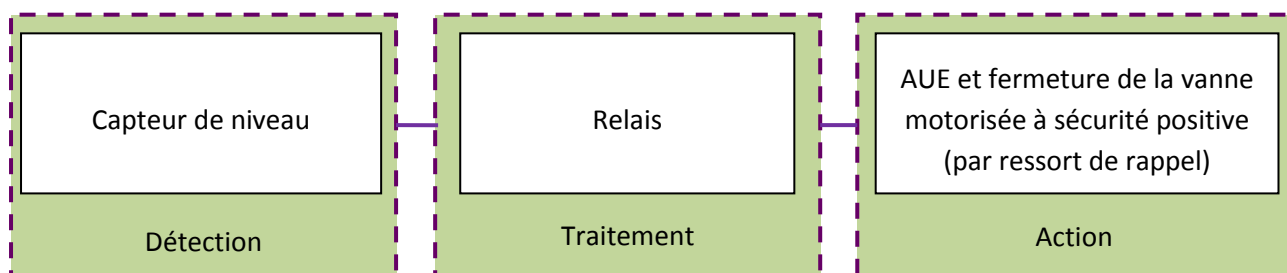 Capteur de niveau
Détection
Relais
Traitement
AUE et fermeture de la vanne
motorisée à sécurité positive
(par ressort de rappel)
Action